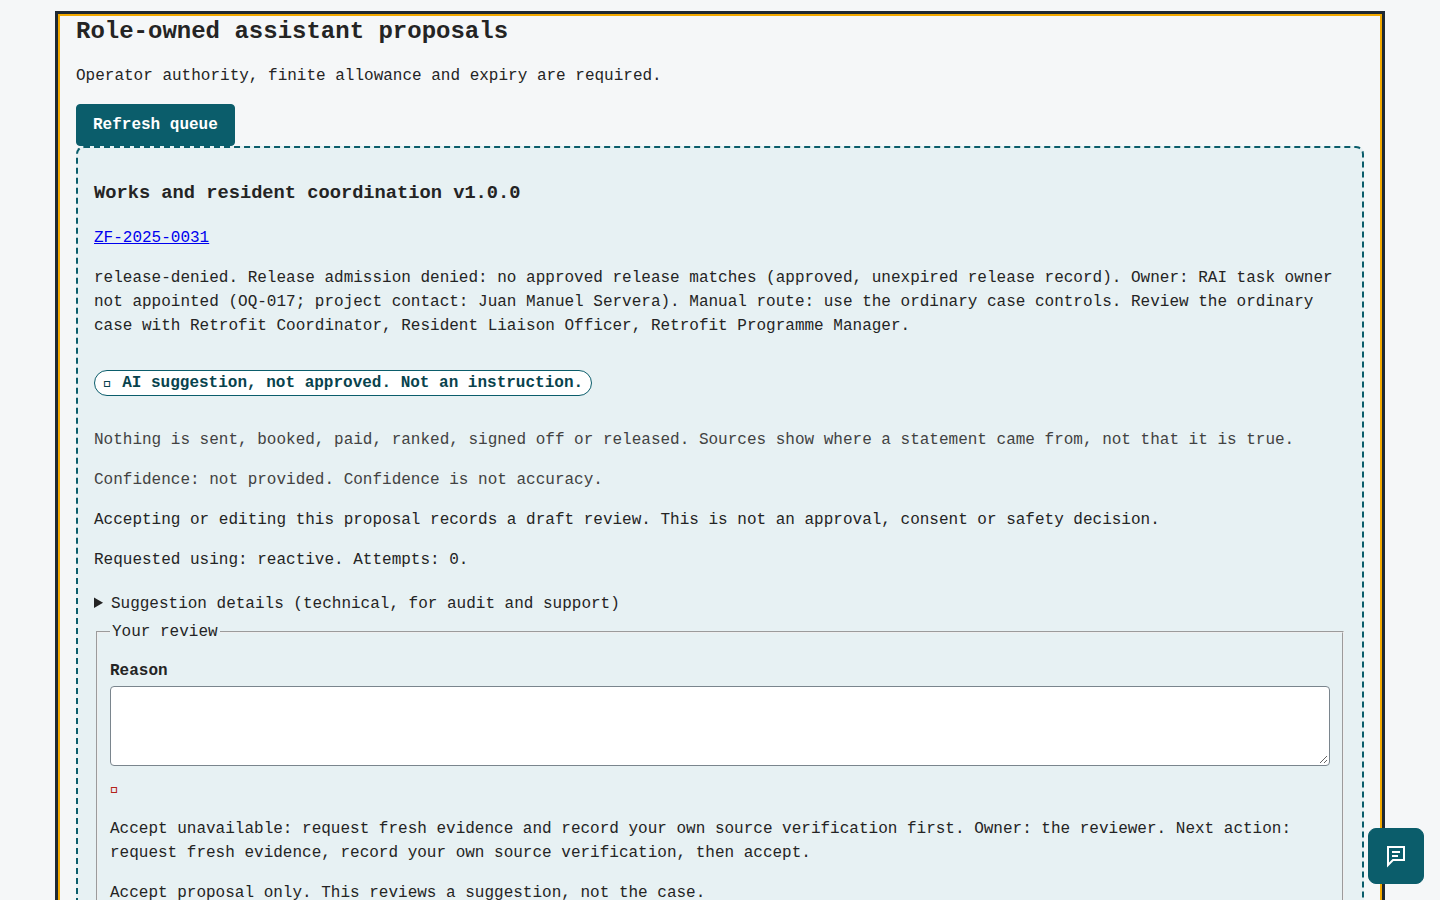 Role-owned assistant proposals
Operator authority, finite allowance and expiry are required.
Refresh queue
Works and resident coordination v1.0.0
ZF-2025-0031
release-denied. Release admission denied: no approved release matches (approved, unexpired release record). Owner: RAI task owner
not appointed (OQ-017; project contact: Juan Manuel Servera). Manual route: use the ordinary case controls. Review the ordinary
case with Retrofit Coordinator, Resident Liaison Officer, Retrofit Programme Manager.
AI suggestion, not approved. Not an instruction.
Nothing is sent, booked, paid, ranked, signed off or released. Sources show where a statement came from, not that it is true.
Confidence: not provided. Confidence is not accuracy.
Accepting or editing this proposal records a draft review. This is not an approval, consent or safety decision.
Requested using: reactive. Attempts: 0.
Suggestion details (technical, for audit and support)
Your review
Reason
Accept unavailable: request fresh evidence and record your own source verification first. Owner: the reviewer. Next action:
request fresh evidence, record your own source verification, then accept.
Accept proposal only. This reviews a suggestion, not the case.